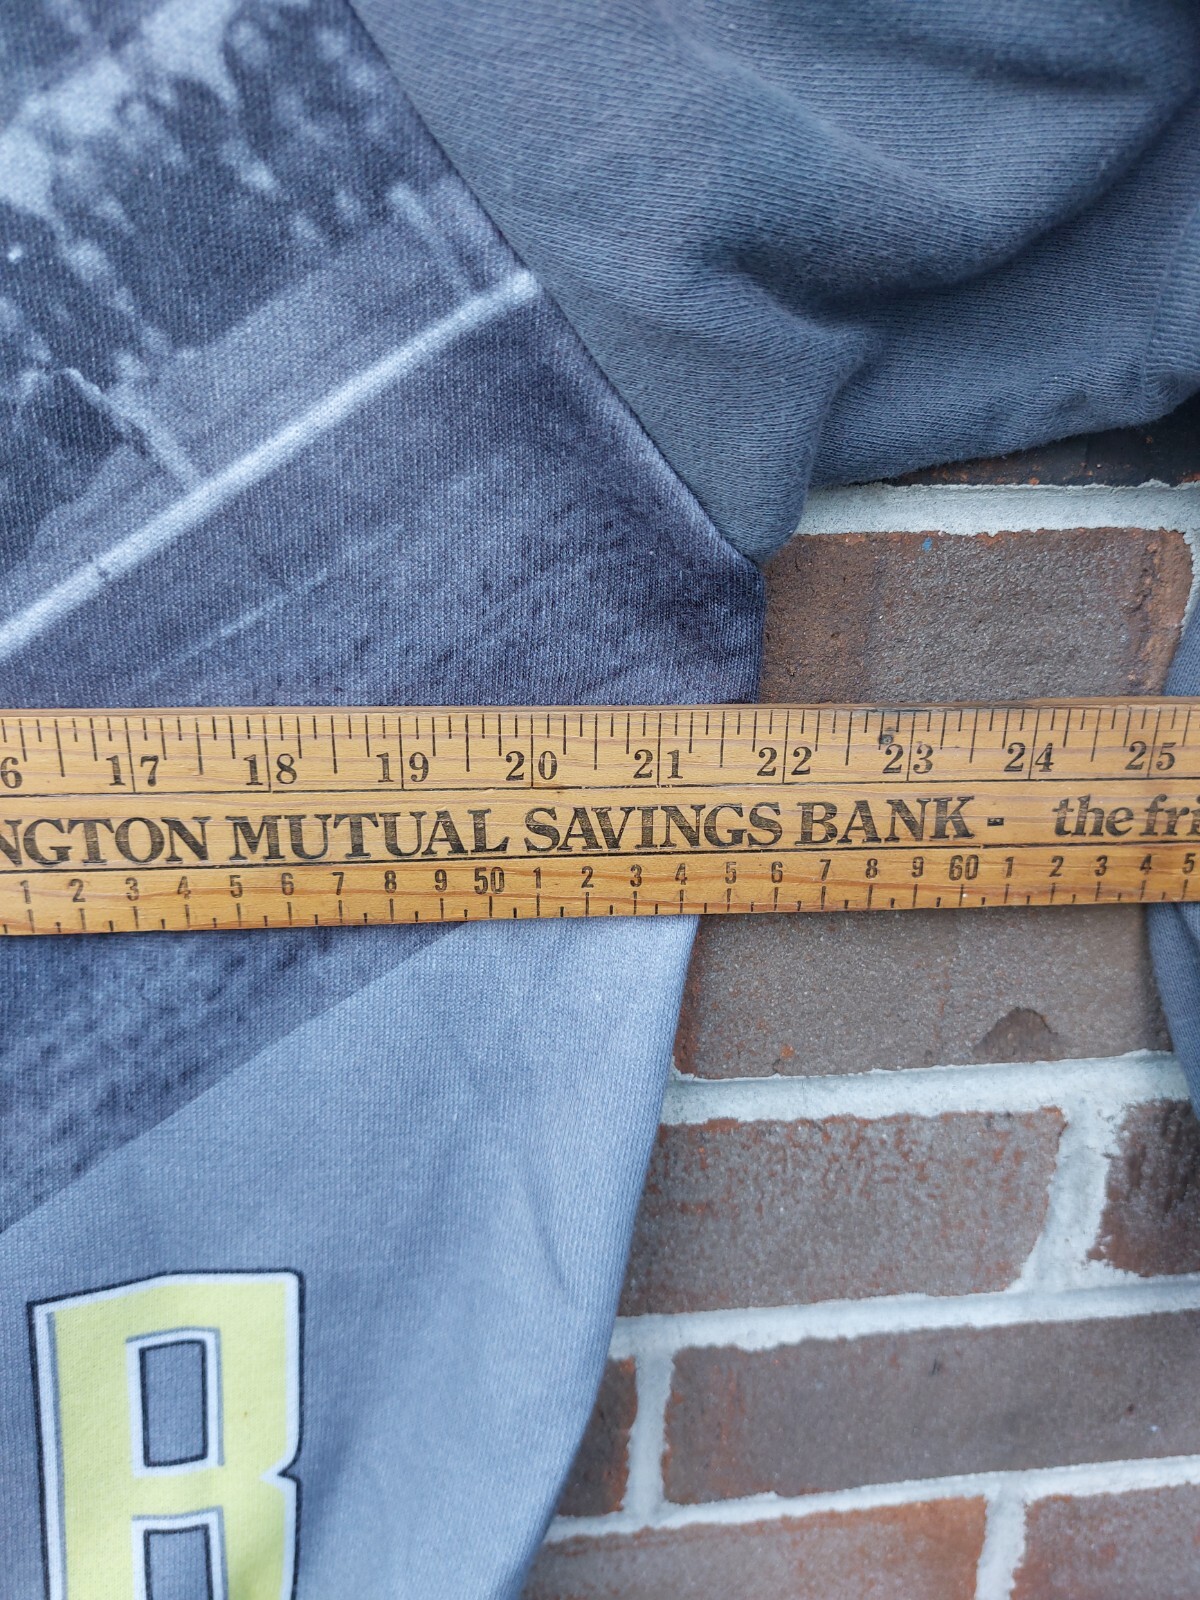 6 17 18 19 20 21 22 23 24 25
NGTON MUTUAL SAVINGS BANK - the fri
1 2 3 4 5 6 7 8 9 50 1 2 3 4 5 6 7 8 9 60 1 2 3 4 5
B